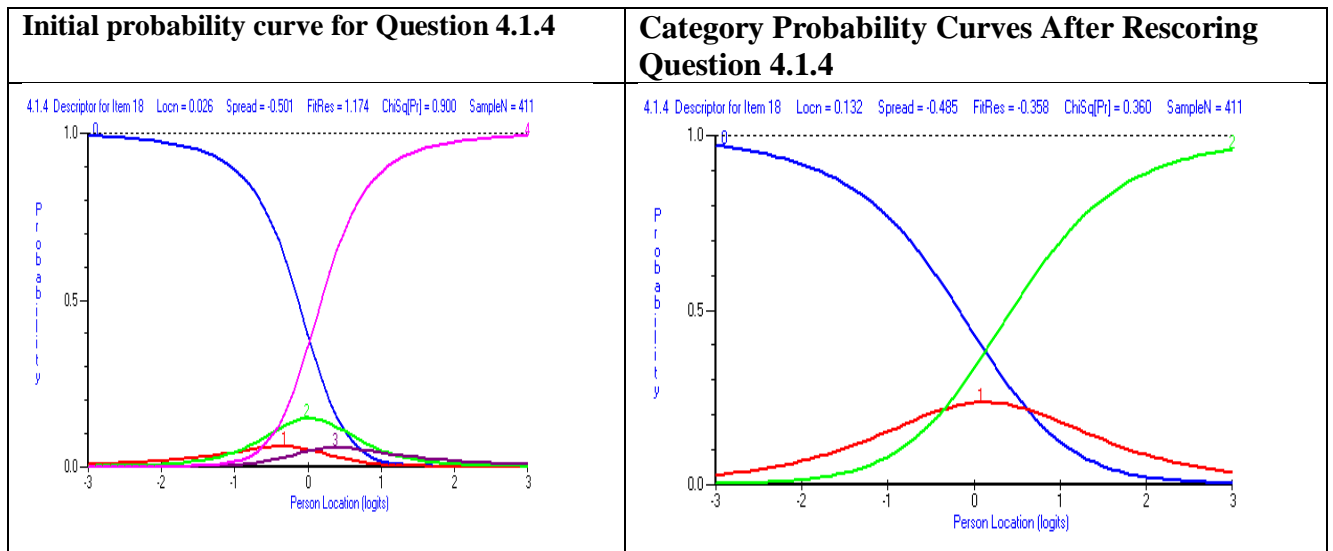 Initial probability curve for Question 4.1.4
Category Probability Curves After Rescoring
Question 4.1.4
4.1.4 Descriptor for Item 18 Locn = 0.026 Spread = -0.501 FitRes = 1.174 ChiSq[Pr] = 0.900 SampleN = 411
1.0
0
4
Probability
0.5
2
1
3
0.0
-3 -2 -1 0 1 2 3
Person Location (logits)
4.1.4 Descriptor for Item 18 Locn = 0.132 Spread = -0.485 FitRes = -0.358 ChiSq[Pr] = 0.360 SampleN = 411
1.0
0
2
Probability
0.5
1
0.0
-3 -2 -1 0 1 2 3
Person Location (logits)